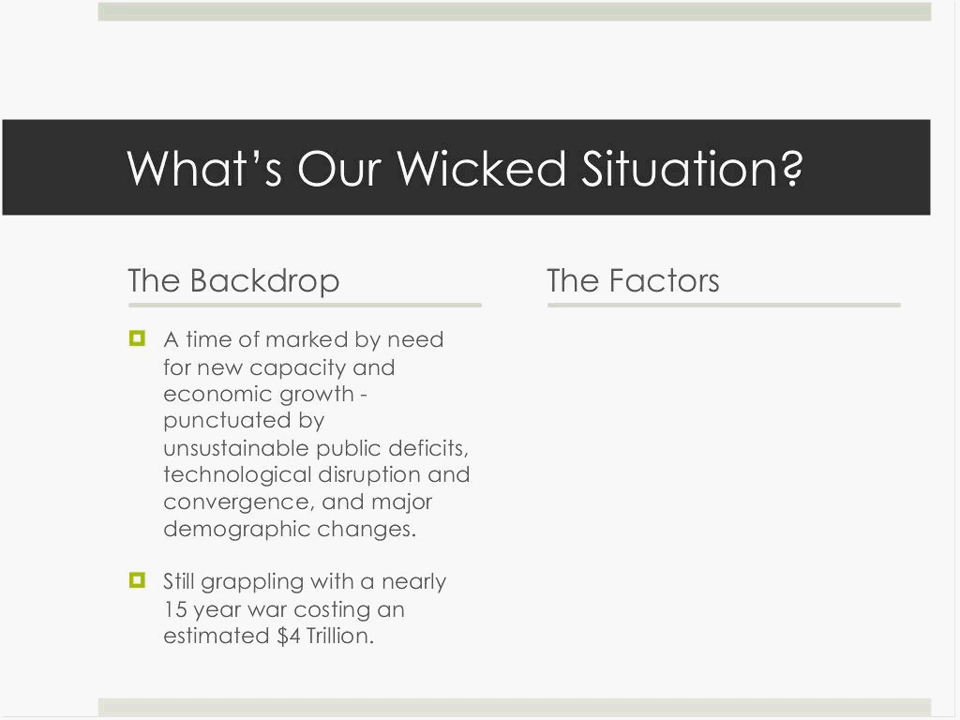 What’s Our Wicked Situation?
The Backdrop
A time of marked by need
for new capacity and
economic growth -
punctuated by
unsustainable public deficits,
technological disruption and
convergence, and major
demographic changes.
Still grappling with a nearly
15 year war costing an
estimated $4 Trillion.
The Factors